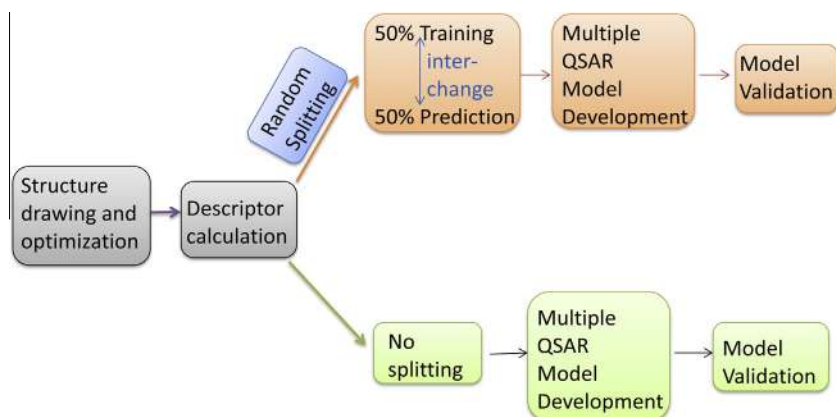 Structure
drawing and
optimization
Descriptor
calculation
Random
Splitting
50% Training
inter-
change
50% Prediction
Multiple
QSAR
Model
Development
Model
Validation
No
splitting
Multiple
QSAR
Model
Development
Model
Validation